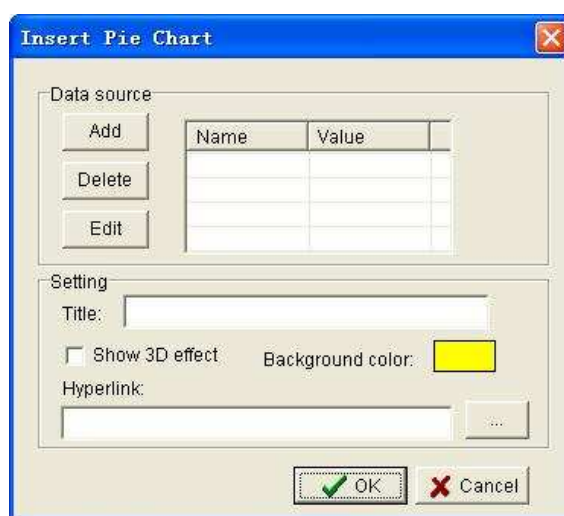 Insert Pie Chart
Data source
Add
Name Value
Delete
Edit
Setting
Title:
Show 3D effect Background color:
Hyperlink:
...
OK Cancel